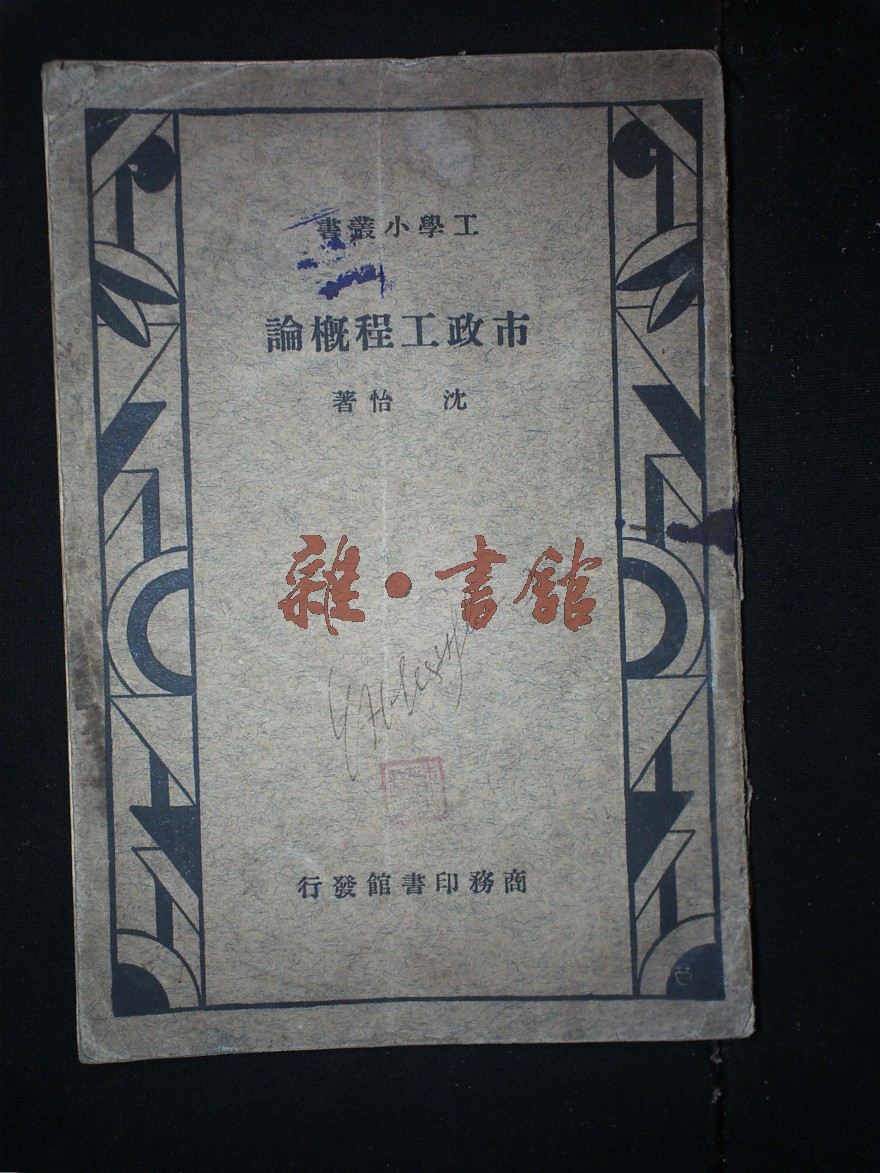 工學小叢書
市政工程槪論
沈怡著
雜·書館
商務印書館發行